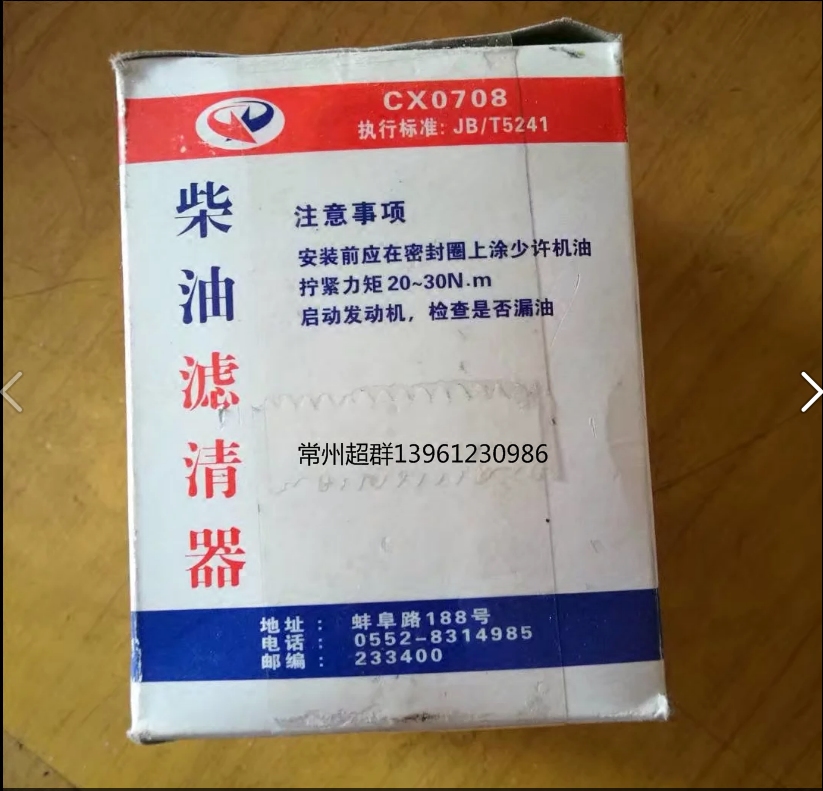 CX0708
执行标准: JB/T5241
柴油滤清器
注意事项
安装前应在密封圈上涂少许机油
拧紧力矩20~30N·m
启动发动机，检查是否漏油
常州超群13961230986
地址： 蚌阜路188号
电话： 0552-8314985
邮编： 233400